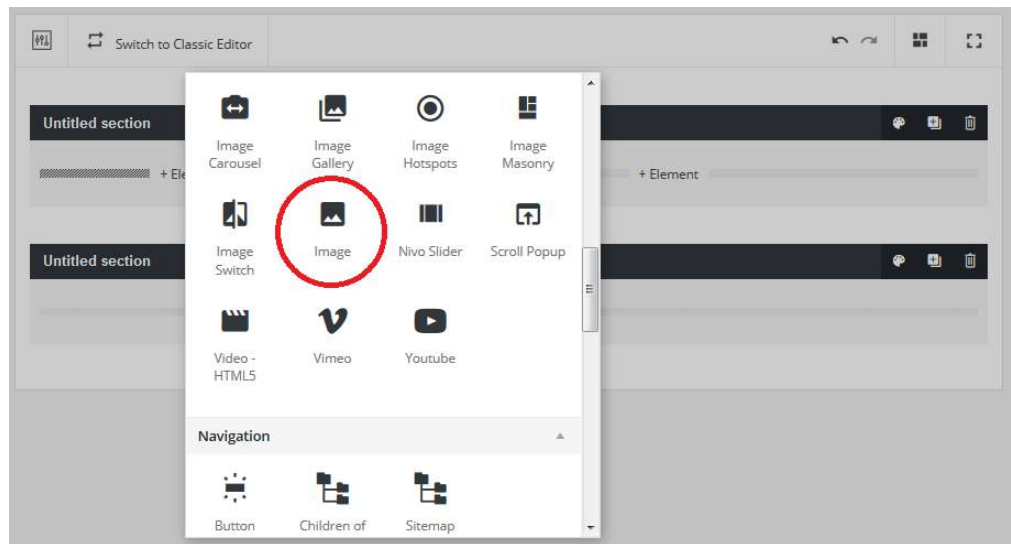 Switch to Classic Editor
Untitled section
Image Carousel
Image Gallery
Image Hotspots
Image Masonry
+ Ele
+ Element
Image Switch
Image
Nivo Slider
Scroll Popup
Untitled section
Video - HTML5
Vimeo
Youtube
Navigation
Button
Children of
Sitemap